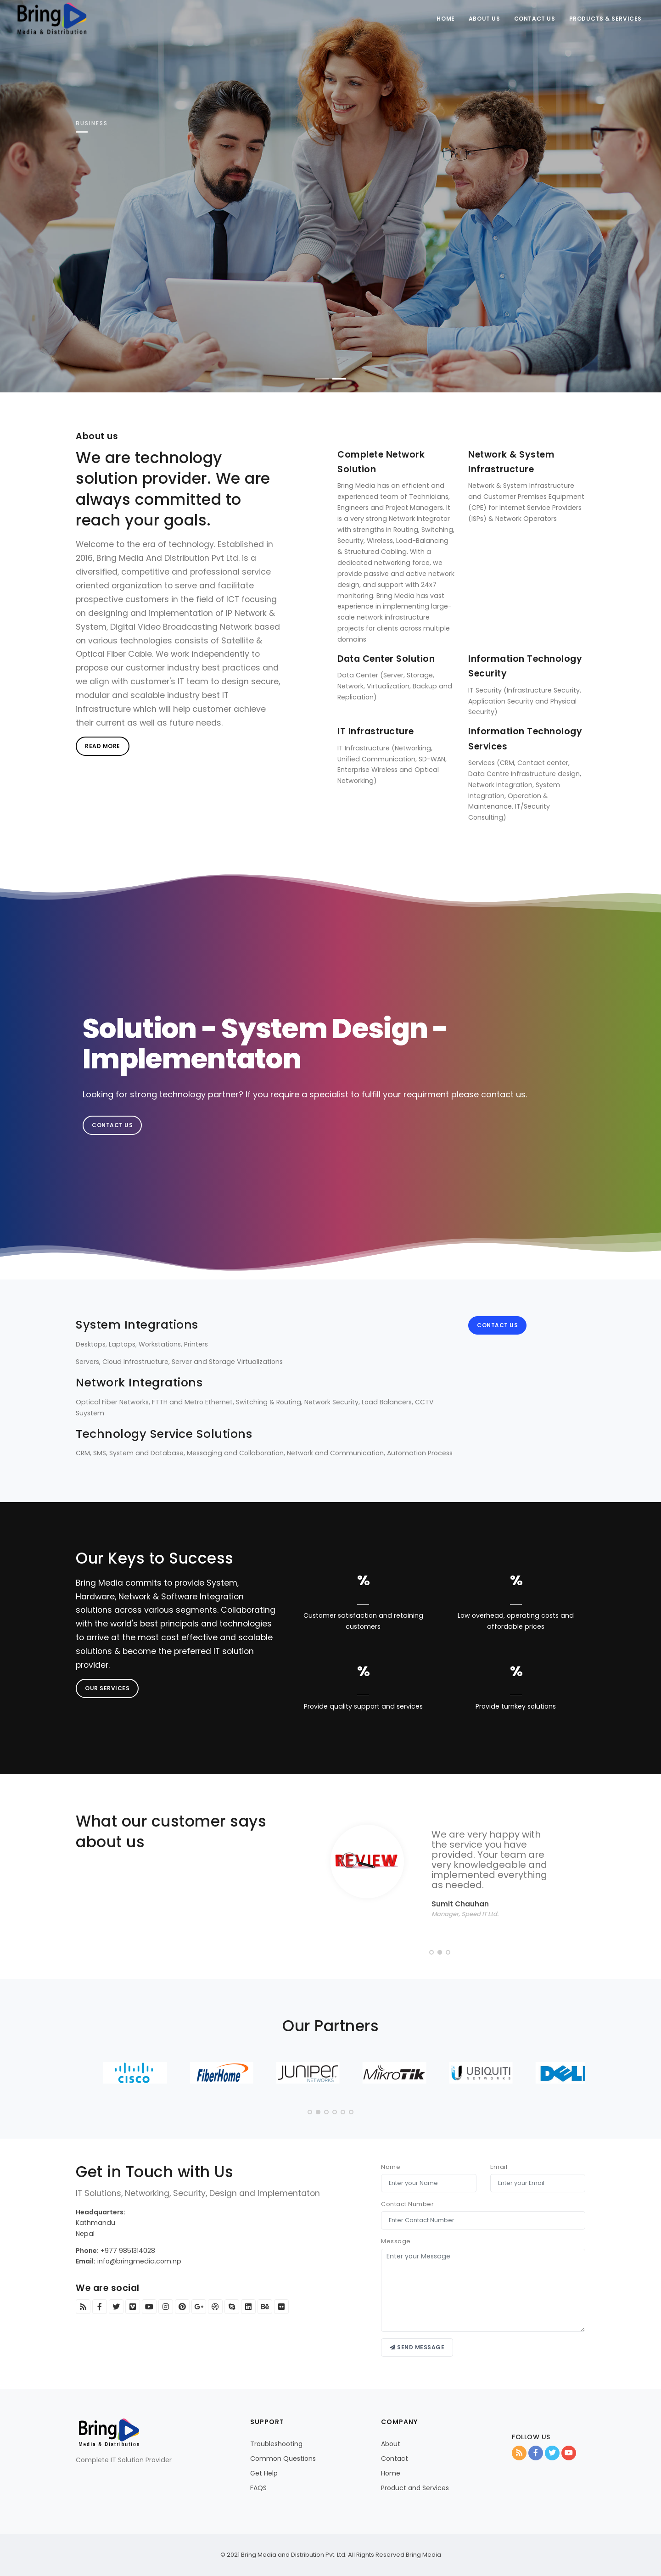 Bring
Media & Distribution
HOME
ABOUT US
CONTACT US
PRODUCTS & SERVICES
BUSINESS
About us
We are technology
solution provider. We are
always committed to
reach your goals.
Welcome to the era of technology. Established in
2016, Bring Media And Distribution Pvt Ltd. is a
diversified, competitive and professional service
oriented organization to serve and facilitate
prospective customers in the field of ICT focusing
on designing and implementation of IP Network &
System, Digital Video Broadcasting Network based
on various technologies consists of Satellite &
Optical Fiber Cable. We work independently to
propose our customer industry best practices and
we align with customer's IT team to design secure,
modular and scalable industry best IT
infrastructure which will help customer achieve
their current as well as future needs.
READ MORE
Complete Network
Solution
Bring Media has an efficient and
experienced team of Technicians,
Engineers and Project Managers. It
is a very strong Network Integrator
with strengths in Routing, Switching,
Security, Wireless, Load-Balancing
& Structured Cabling. With a
dedicated networking force, we
provide passive and active network
design, and support with 24x7
monitoring. Bring Media has vast
experience in implementing large-
scale network infrastructure
projects for clients across multiple
domains
Network & System
Infrastructure
Network & System Infrastructure
and Customer Premises Equipment
(CPE) for Internet Service Providers
(ISPs) & Network Operators
Data Center Solution
Data Center (Server, Storage,
Network, Virtualization, Backup and
Replication)
Information Technology
Security
IT Security (Infrastructure Security,
Application Security and Physical
Security)
IT Infrastructure
IT Infrastructure (Networking,
Unified Communication, SD-WAN,
Enterprise Wireless and Optical
Networking)
Information Technology
Services
Services (CRM, Contact center,
Data Centre Infrastructure design,
Network Integration, System
Integration, Operation &
Maintenance, IT/Security
Consulting)
Solution - System Design -
Implementaton
Looking for strong technology partner? If you require a specialist to fulfill your requirment please contact us.
CONTACT US
System Integrations
Desktops, Laptops, Workstations, Printers
Servers, Cloud Infrastructure, Server and Storage Virtualizations
Network Integrations
Optical Fiber Networks, FTTH and Metro Ethernet, Switching & Routing, Network Security, Load Balancers, CCTV
Suystem
Technology Service Solutions
CRM, SMS, System and Database, Messaging and Collaboration, Network and Communication, Automation Process
CONTACT US
Our Keys to Success
Bring Media commits to provide System,
Hardware, Network & Software Integration
solutions across various segments. Collaborating
with the world's best principals and technologies
to arrive at the most cost effective and scalable
solutions & become the preferred IT solution
provider.
OUR SERVICES
%
Customer satisfaction and retaining
customers
%
Low overhead, operating costs and
affordable prices
%
Provide quality support and services
%
Provide turnkey solutions
What our customer says
about us
REVIEW
We are very happy with
the service you have
provided. Your team are
very knowledgeable and
implemented everything
as needed.
Sumit Chauhan
Manager, Speed IT Ltd.
Our Partners
CISCO
FiberHome
JUNIPER
NETWORKS
MikroTik
UBIQUITI
NETWORKS
DELL
Get in Touch with Us
IT Solutions, Networking, Security, Design and Implementaton
Headquarters:
Kathmandu
Nepal
Phone: +977 9851314028
Email: info@bringmedia.com.np
We are social
Name
Enter your Name
Email
Enter your Email
Contact Number
Enter Contact Number
Message
Enter your Message
SEND MESSAGE
Bring
Media & Distribution
Complete IT Solution Provider
SUPPORT
Troubleshooting
Common Questions
Get Help
FAQS
COMPANY
About
Contact
Home
Product and Services
FOLLOW US
© 2021 Bring Media and Distribution Pvt. Ltd. All Rights Reserved.Bring Media